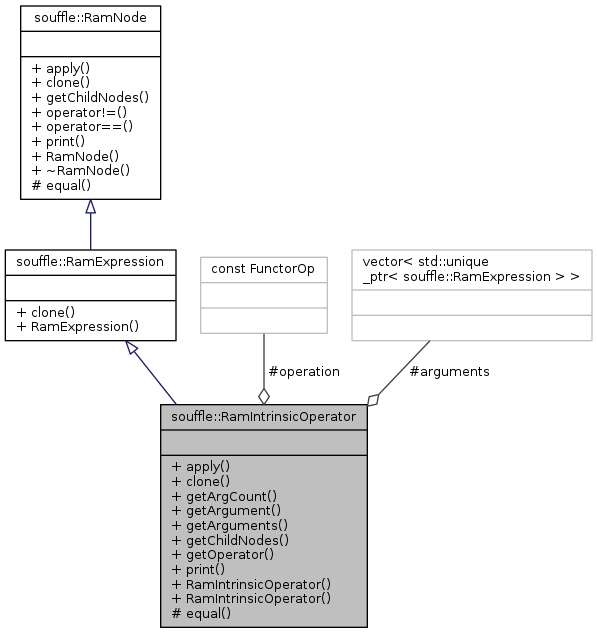 souffle::RamNode
+ apply()
+ clone()
+ getChildNodes()
+ operator!=()
+ operator==()
+ print()
+ RamNode()
+ ~RamNode()
# equal()
souffle::RamExpression
+ clone()
+ RamExpression()
const FunctorOp
vector< std::unique
_ptr< souffle::RamExpression > >
#operation
#arguments
souffle::RamIntrinsicOperator
+ apply()
+ clone()
+ getArgCount()
+ getArgument()
+ getArguments()
+ getChildNodes()
+ getOperator()
+ print()
+ RamIntrinsicOperator()
+ RamIntrinsicOperator()
# equal()